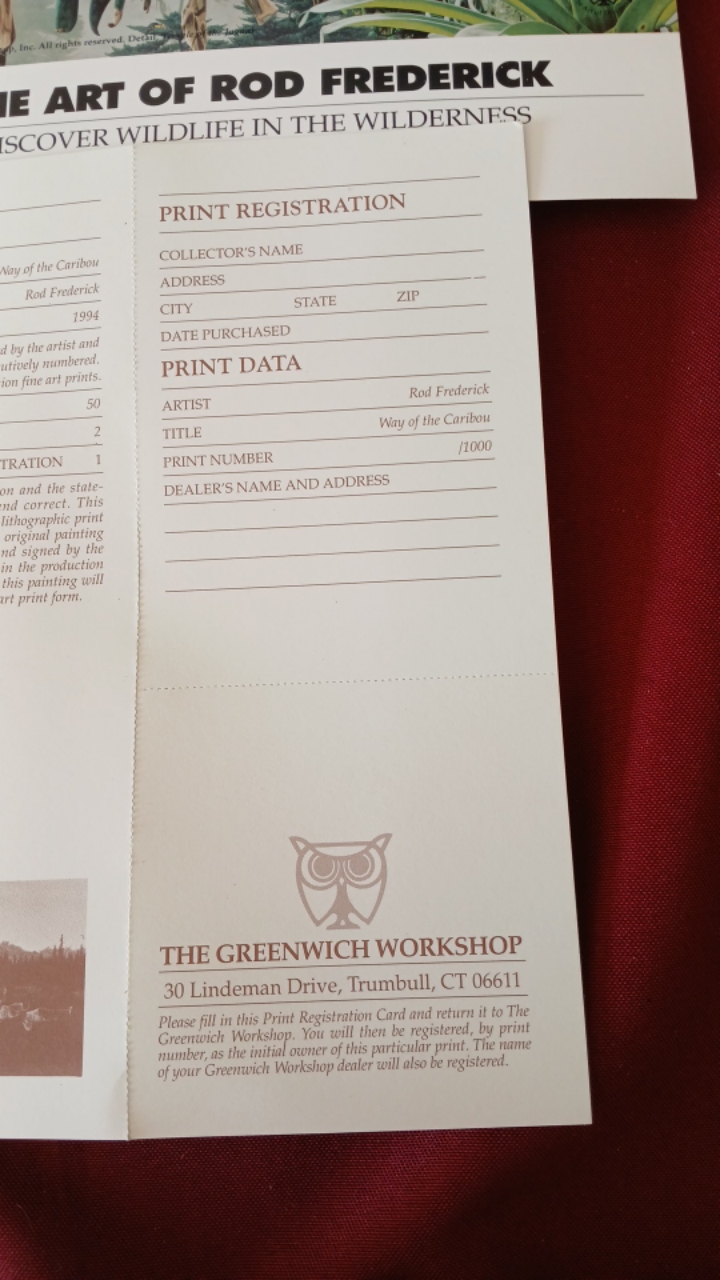 p, Inc. All rights reserved. Detail,
E ART OF ROD FREDERICK
ISCOVER WILDLIFE IN THE WILDERNESS
Way of the Caribou
Rod Frederick
1994
d by the artist and
utively numbered.
ion fine art prints.
50
2
TRATION 1
on and the state-
nd correct. This
lithographic print
original painting
nd signed by the
in the production
this painting will
art print form.
PRINT REGISTRATION
COLLECTOR'S NAME
ADDRESS
CITY STATE ZIP
DATE PURCHASED
PRINT DATA
ARTIST Rod Frederick
TITLE Way of the Caribou
PRINT NUMBER /1000
DEALER'S NAME AND ADDRESS
THE GREENWICH WORKSHOP
30 Lindeman Drive, Trumbull, CT 06611
Please fill in this Print Registration Card and return it to The
Greenwich Workshop. You will then be registered, by print
number, as the initial owner of this particular print. The name
of your Greenwich Workshop dealer will also be registered.